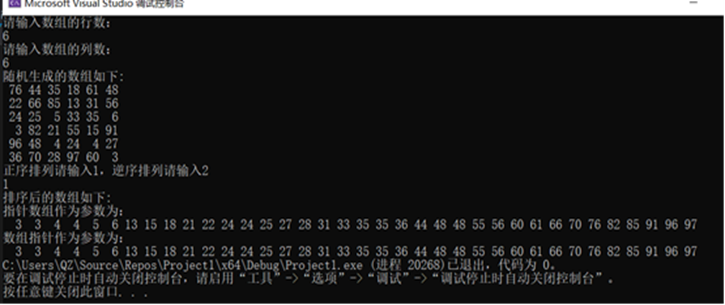 Microsoft Visual Studio 调试控制台
请输入数组的行数：
6
请输入数组的列数：
6
随机生成的数组如下:
76 44 35 18 61 48
22 66 85 13 31 56
24 25 5 33 35 6
3 82 21 55 15 91
96 48 4 24 4 27
36 70 28 97 60 3
正序排列请输入1，逆序排列请输入2
1
排序后的数组如下:
指针数组作为参数为：
3 3 4 4 5 6 13 15 18 21 22 24 24 25 27 28 31 33 35 35 36 44 48 48 55 56 60 61 66 70 76 82 85 91 96 97
数组指针作为参数为：
3 3 4 4 5 6 13 15 18 21 22 24 24 25 27 28 31 33 35 35 36 44 48 48 55 56 60 61 66 70 76 82 85 91 96 97
C:\Users\QZ\Source\Repos\Project1\x64\Debug\Project1.exe (进程 20268)已退出，代码为 0。
要在调试停止时自动关闭控制台，请启用“工具”->“选项”->“调试”->“调试停止时自动关闭控制台”。
按任意键关闭此窗口. . .